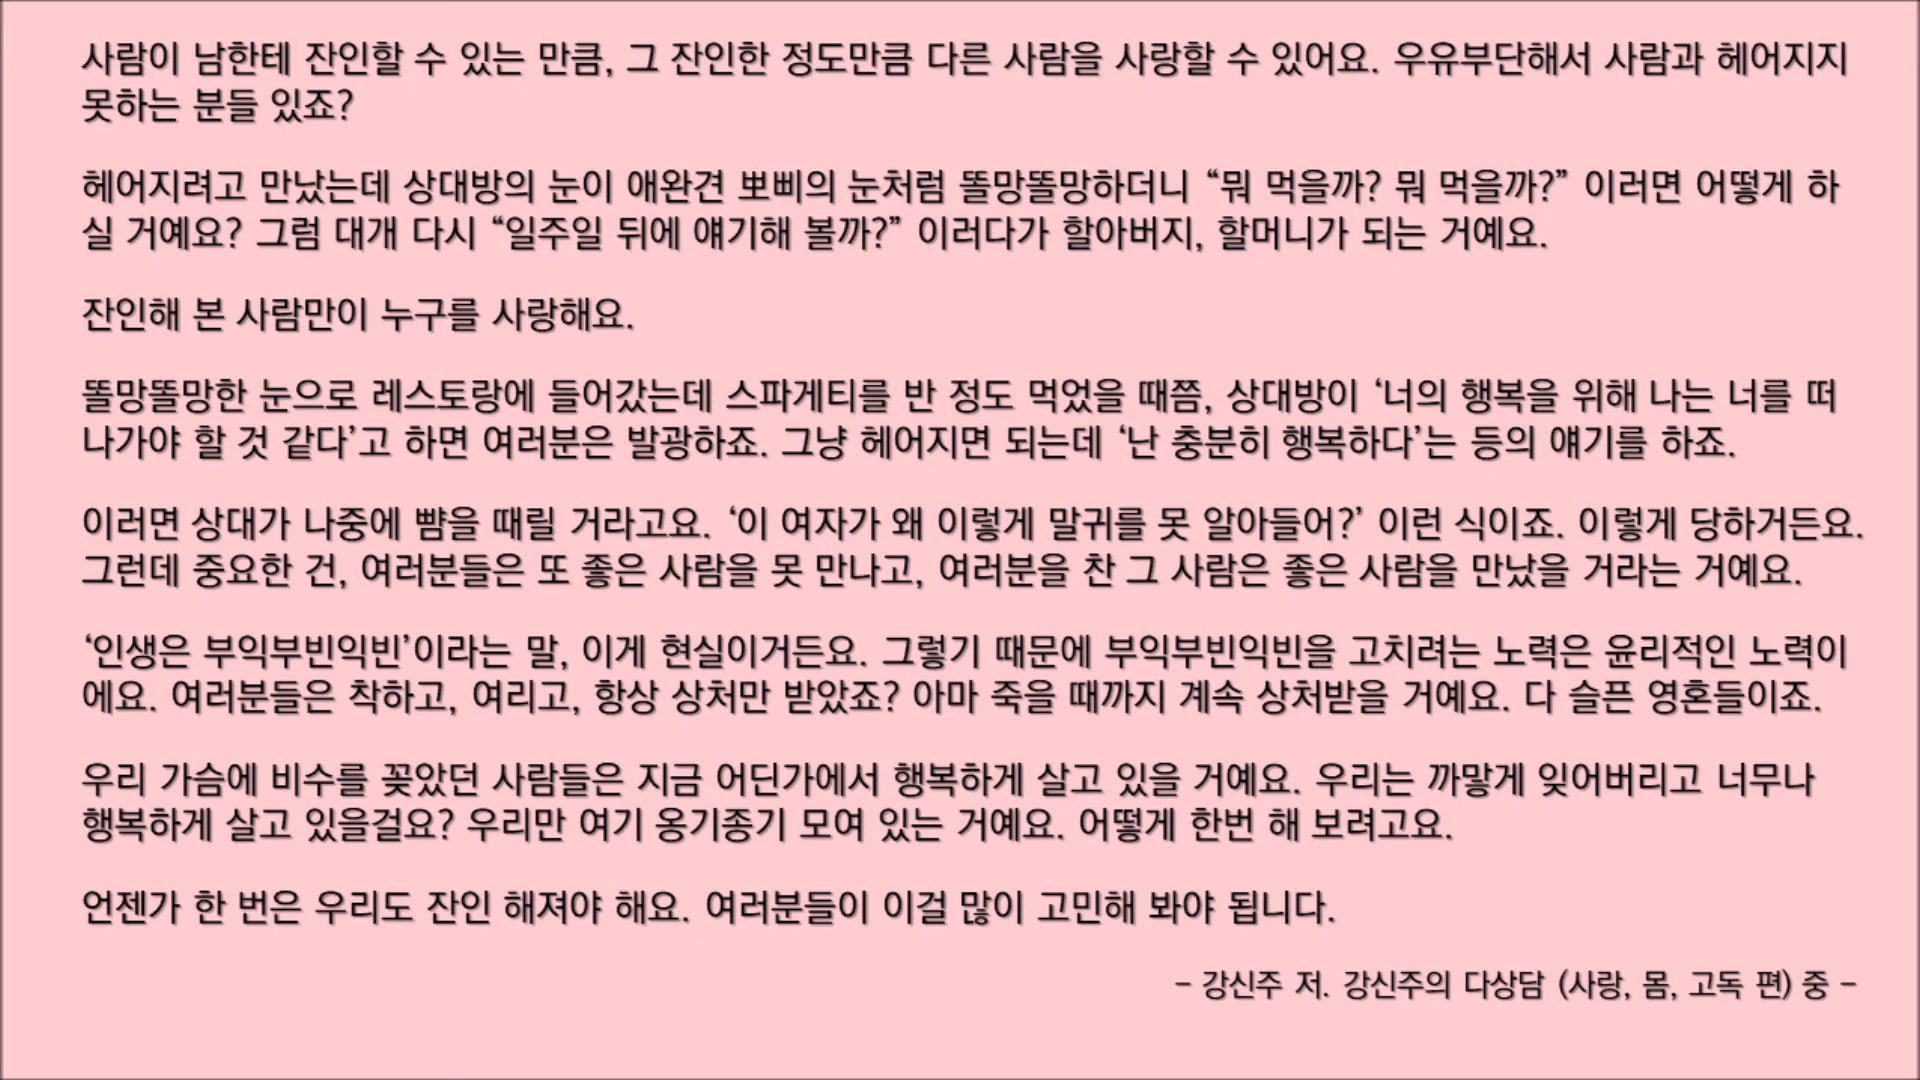 사람이 남한테 잔인할 수 있는 만큼, 그 잔인한 정도만큼 다른 사람을 사랑할 수 있어요. 우유부단해서 사람과 헤어지지
못하는 분들 있죠?
헤어지려고 만났는데 상대방의 눈이 애완견 뽀삐의 눈처럼 똘망똘망하더니 “뭐 먹을까? 뭐 먹을까?” 이러면 어떻게 하
실 거예요? 그럼 대개 다시 “일주일 뒤에 얘기해 볼까?” 이러다가 할아버지, 할머니가 되는 거예요.
잔인해 본 사람만이 누구를 사랑해요.
똘망똘망한 눈으로 레스토랑에 들어갔는데 스파게티를 반 정도 먹었을 때쯤, 상대방이 ‘너의 행복을 위해 나는 너를 떠
나가야 할 것 같다’고 하면 여러분은 발광하죠. 그냥 헤어지면 되는데 ‘난 충분히 행복하다’는 등의 얘기를 하죠.
이러면 상대가 나중에 뺨을 때릴 거라고요. ‘이 여자가 왜 이렇게 말귀를 못 알아들어?’ 이런 식이죠. 이렇게 당하거든요.
그런데 중요한 건, 여러분들은 또 좋은 사람을 못 만나고, 여러분을 찬 그 사람은 좋은 사람을 만났을 거라는 거예요.
‘인생은 부익부빈익빈’이라는 말, 이게 현실이거든요. 그렇기 때문에 부익부빈익빈을 고치려는 노력은 윤리적인 노력이
에요. 여러분들은 착하고, 여리고, 항상 상처만 받았죠? 아마 죽을 때까지 계속 상처받을 거예요. 다 슬픈 영혼들이죠.
우리 가슴에 비수를 꽂았던 사람들은 지금 어딘가에서 행복하게 살고 있을 거예요. 우리는 까맣게 잊어버리고 너무나
행복하게 살고 있을걸요? 우리만 여기 옹기종기 모여 있는 거예요. 어떻게 한번 해 보려고요.
언젠가 한 번은 우리도 잔인 해져야 해요. 여러분들이 이걸 많이 고민해 봐야 됩니다.
- 강신주 저. 강신주의 다상담 (사랑, 몸, 고독 편) 중 -